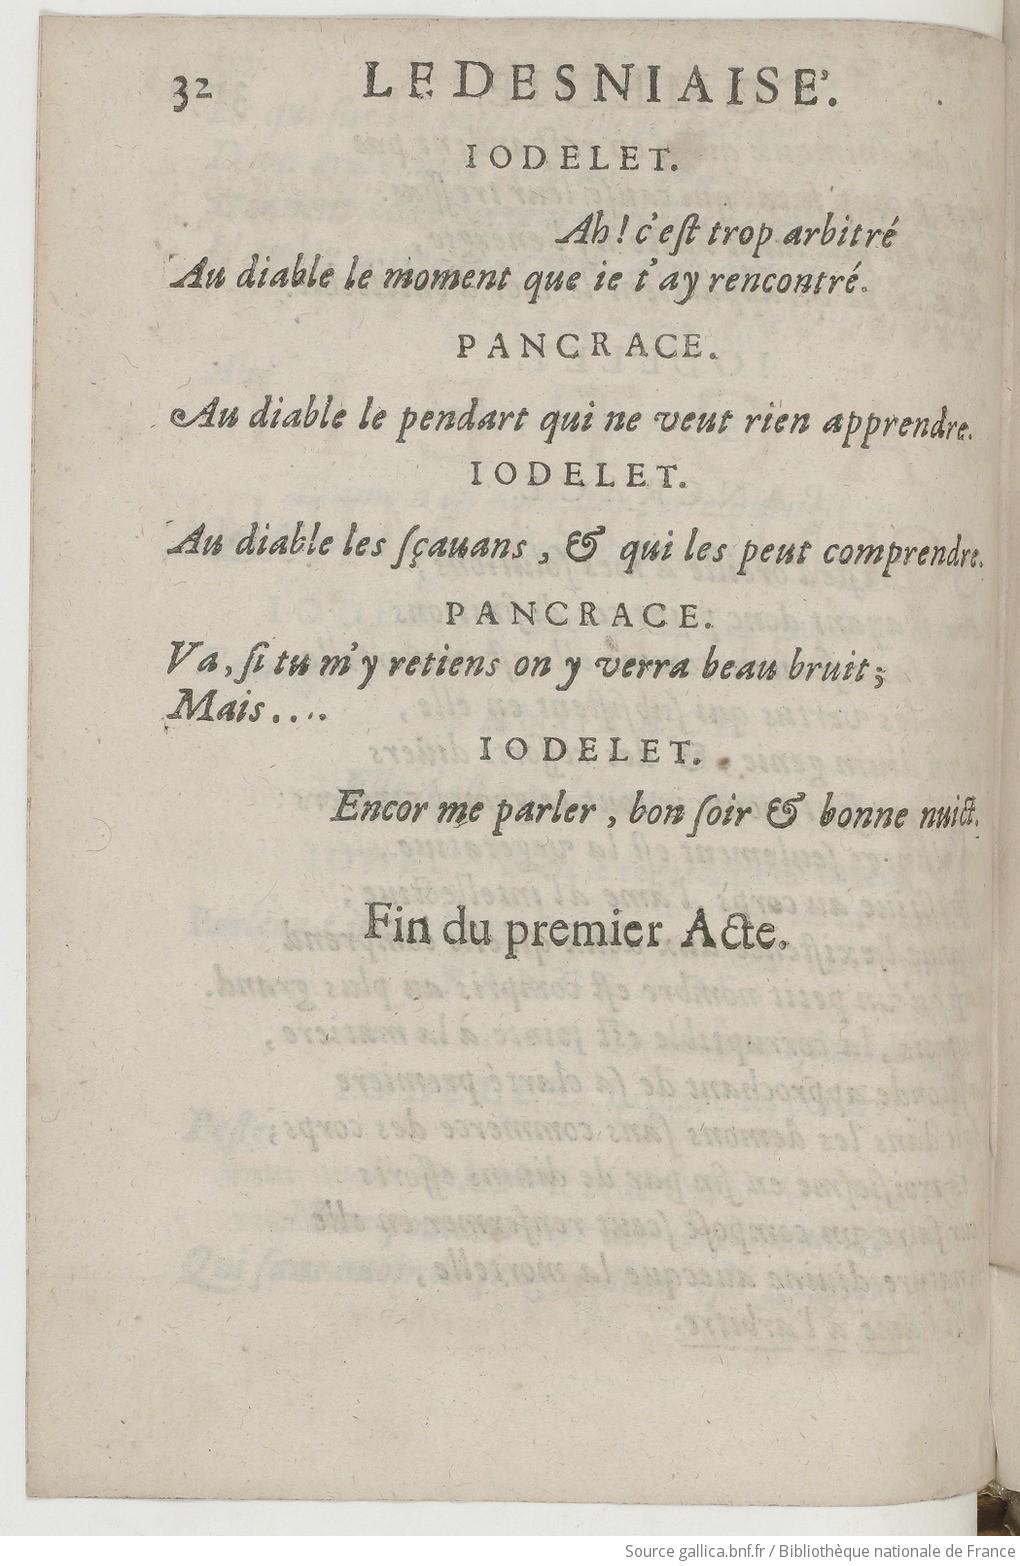 32 LE DESNIAISE'.
IODELET.
Ah! c'eſt trop arbitré
Au diable le moment que ie t'ay rencontré.
PANCRACE.
Au diable le pendart qui ne veut rien apprendre.
IODELET.
Au diable les ſçauans, & qui les peut comprendre.
PANCRACE.
Va, ſi tu m'y retiens on y verra beau bruit;
Mais....
IODELET.
Encor me parler, bon ſoir & bonne nuict.
Fin du premier Acte.
Source gallica.bnf.fr / Bibliothèque nationale de France